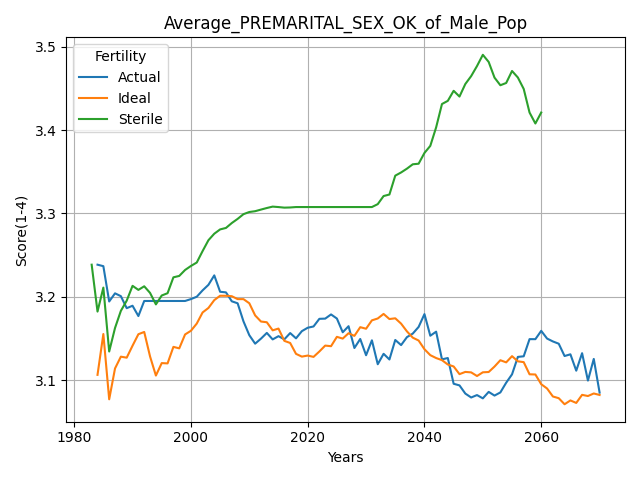 Average_PREMARITAL_SEX_OK_of_Male_Pop
Fertility
Actual
Ideal
Sterile
Score(1-4)
3.5
3.4
3.3
3.2
3.1
1980 2000 2020 2040 2060
Years